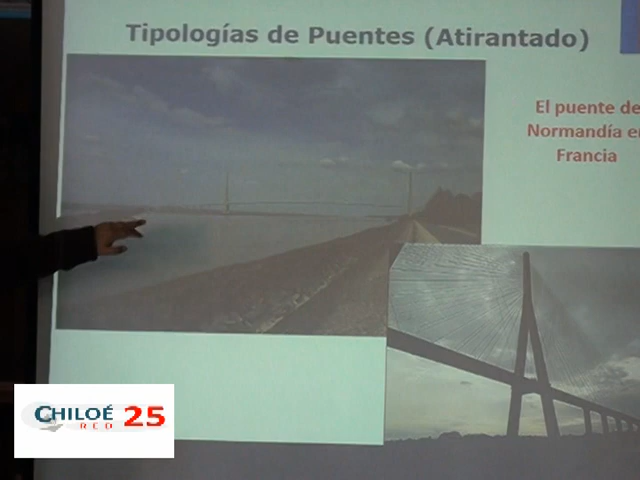 Tipologías de Puentes (Atirantado)
El puente de
Normandía en
Francia
CHILOÉ 25
RED